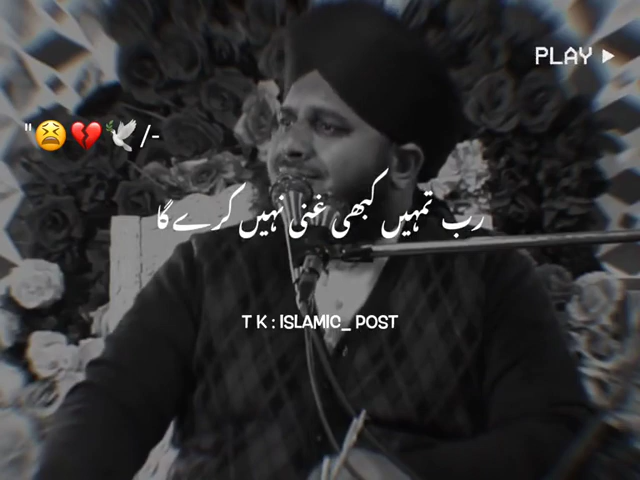 PLAY ▶
"😫💔🕊️/-
رب تمہیں کبھی غنی نہیں کرے گا
T K : ISLAMIC_ POST